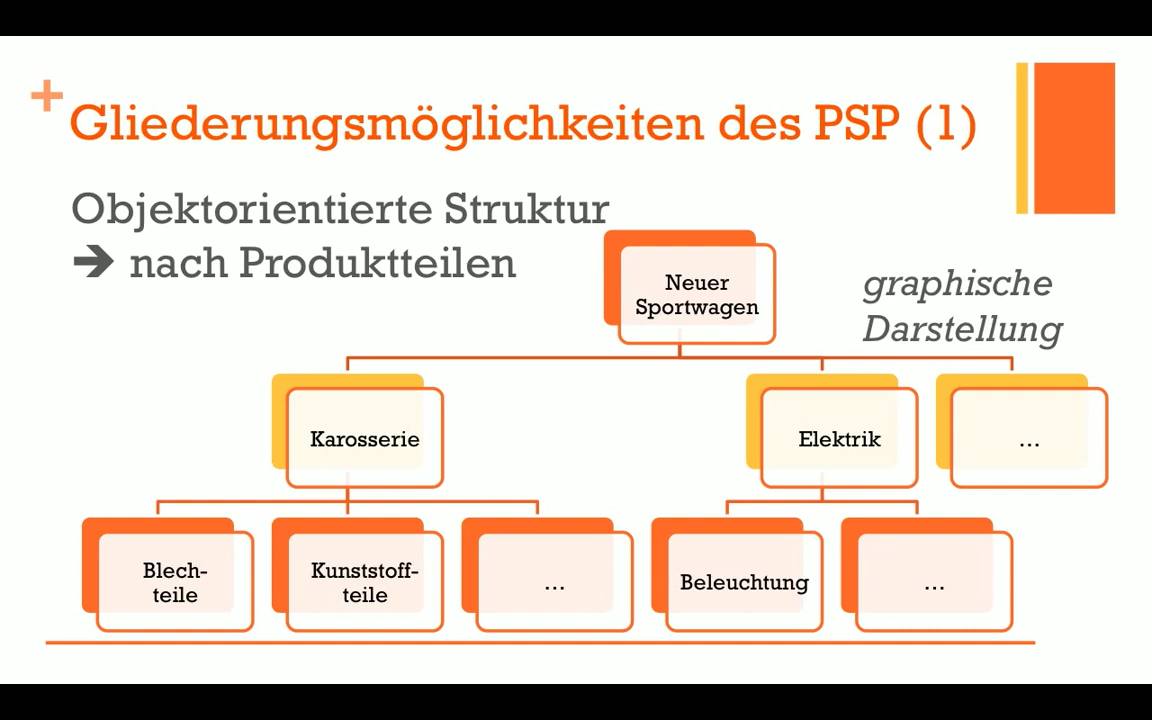 +
Gliederungsmöglichkeiten des PSP (1)
Objektorientierte Struktur
➔ nach Produktteilen
graphische
Darstellung
Neuer
Sportwagen
Karosserie
Elektrik
...
Blech-
teile
Kunststoff-
teile
...
Beleuchtung
...